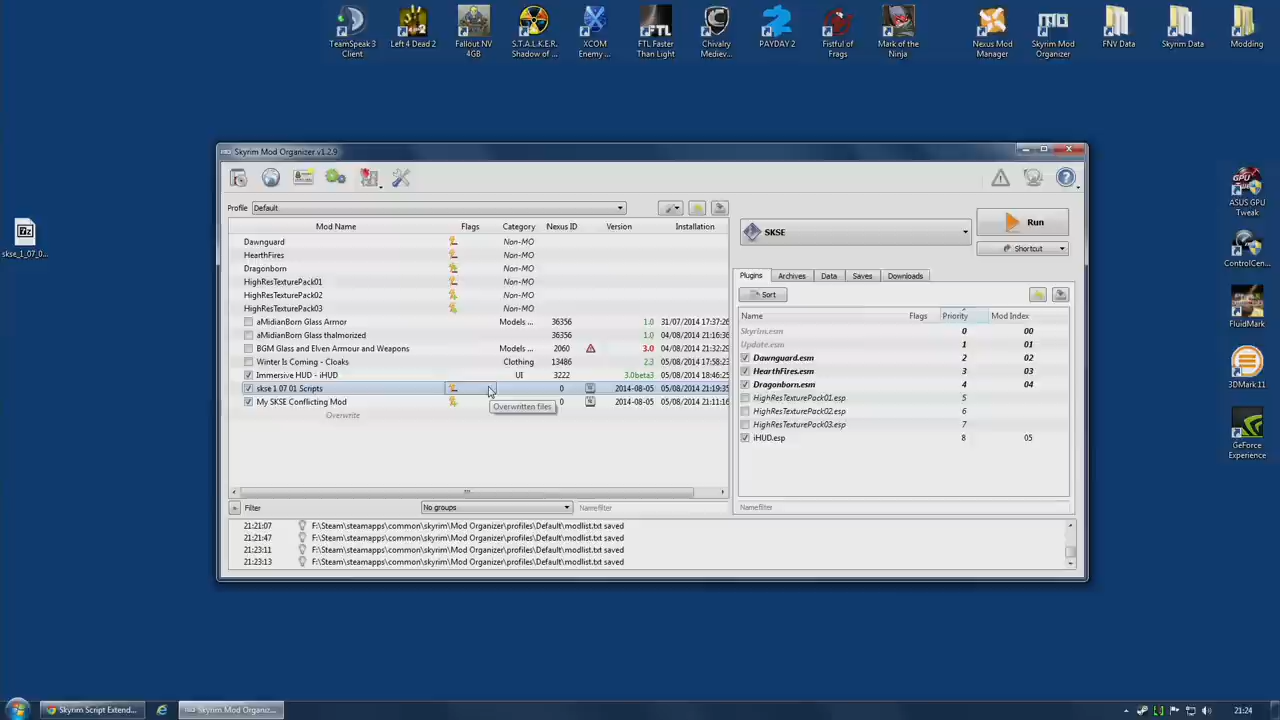 TeamSpeak 3 Client
Left 4 Dead 2
Fallout NV 4GB
S.T.A.L.K.E.R. Shadow of ...
XCOM Enemy ...
FTL Faster Than Light
Chivalry Mediev...
PAYDAY 2
Fistful of Frags
Mark of the Ninja
Nexus Mod Manager
Skyrim Mod Organizer
FNV Data
Skyrim Data
Modding
skse_1_07_0...
ASUS GPU Tweak
ControlCen...
FluidMark
3DMark 11
GeForce Experience
Skyrim Mod Organizer v1.2.9
Profile Default
Mod Name Flags Category Nexus ID Version Installation
Dawnguard Non-MO
HearthFires Non-MO
Dragonborn Non-MO
HighResTexturePack01 Non-MO
HighResTexturePack02 Non-MO
HighResTexturePack03 Non-MO
aMidianBorn Glass Armor Models ... 36356 1.0 31/07/2014 17:37:26
aMidianBorn Glass thalmorized 36356 1.0 04/08/2014 21:16:36
BGM Glass and Elven Armour and Weapons Models ... 2060 3.0 04/08/2014 21:32:29
Winter Is Coming - Cloaks Clothing 13486 2.3 05/08/2014 17:58:23
Immersive HUD - iHUD UI 3222 3.0beta3 05/08/2014 18:46:25
skse 1 07 01 Scripts 0 2014-08-05 05/08/2014 21:19:35
My SKSE Conflicting Mod 0 2014-08-05 05/08/2014 21:11:16
Overwritten files
Overwrite
Filter No groups Namefilter
SKSE
Run
Shortcut
Plugins Archives Data Saves Downloads
Sort
Name Flags Priority Mod Index
Skyrim.esm 0 00
Update.esm 1 01
Dawnguard.esm 2 02
HearthFires.esm 3 03
Dragonborn.esm 4 04
HighResTexturePack01.esp 5
HighResTexturePack02.esp 6
HighResTexturePack03.esp 7
iHUD.esp 8 05
Namefilter
21:21:07 F:\Steam\steamapps\common\skyrim\Mod Organizer\profiles\Default\modlist.txt saved
21:21:47 F:\Steam\steamapps\common\skyrim\Mod Organizer\profiles\Default\modlist.txt saved
21:23:11 F:\Steam\steamapps\common\skyrim\Mod Organizer\profiles\Default\modlist.txt saved
21:23:13 F:\Steam\steamapps\common\skyrim\Mod Organizer\profiles\Default\modlist.txt saved
Skyrim Script Extend...
Skyrim Mod Organiz...
21:24